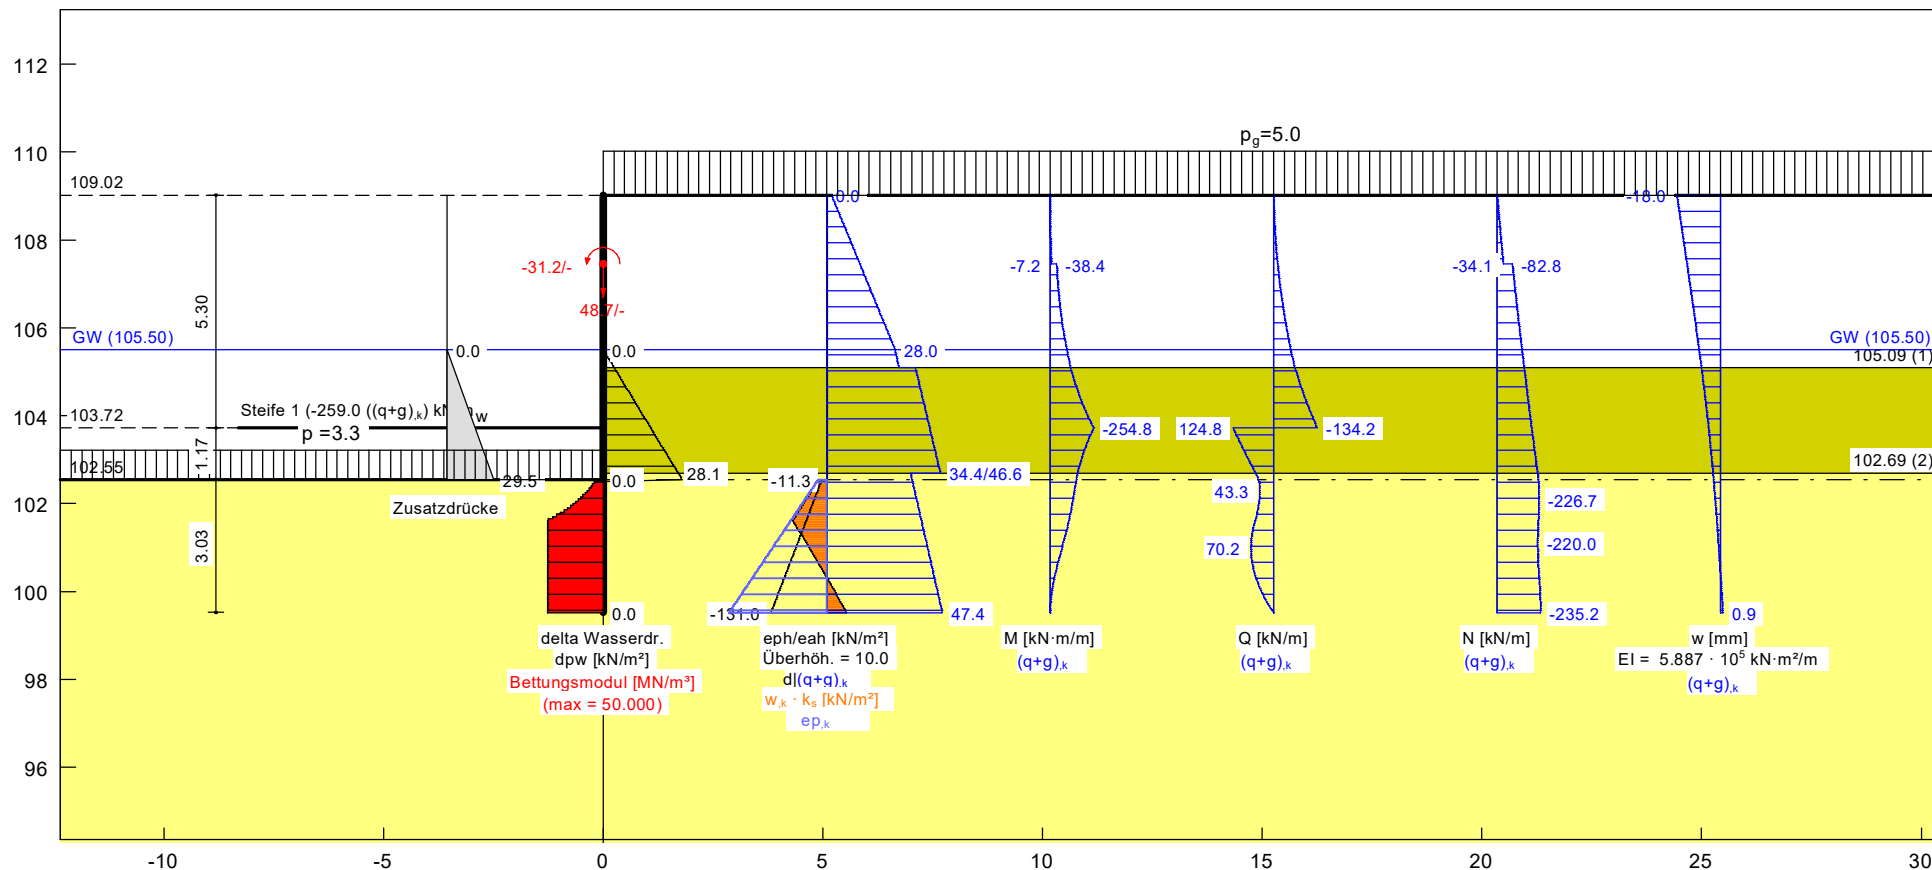 112
110
108
106
104
102
100
98
96
-10
-5
0
5
10
15
20
25
30
p_g=5.0
109.02
5.30
GW (105.50)
103.72
1.17
102.55
3.03
Steife 1 (-259.0 ((q+g),k) kN/m
w
p =3.3
0.0
29.5
Zusatzdrücke
-31.2/-
48.7/-
0.0
28.1
0.0
0.0
delta Wasserdr.
dpw [kN/m²]
Bettungsmodul [MN/m³]
(max = 50.000)
0.0
28.0
34.4/46.6
-11.3
-131.0
47.4
eph/eah [kN/m²]
Überhöh. = 10.0
d|(q+g),k
w,k · ks [kN/m²]
ep,k
-7.2
-38.4
-254.8
M [kN·m/m]
(q+g),k
124.8
-134.2
43.3
70.2
Q [kN/m]
(q+g),k
-34.1
-82.8
-226.7
-220.0
-235.2
N [kN/m]
(q+g),k
-18.0
0.9
w [mm]
EI = 5.887 · 10⁵ kN·m²/m
(q+g),k
GW (105.50)
105.09 (1)
102.69 (2)